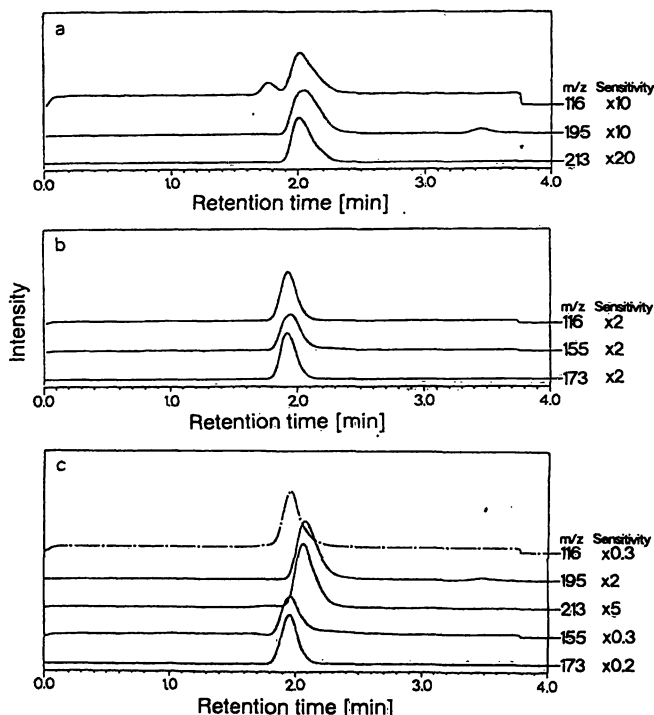 a
m/z Sensitivity
116 x10
195 x10
213 x20
0.0 1.0 2.0 3.0 4.0
Retention time [min]
b
Intensity
m/z Sensitivity
116 x2
155 x2
173 x2
0.0 1.0 2.0 3.0 4.0
Retention time [min]
c
m/z Sensitivity
116 x0.3
195 x2
213 x5
155 x0.3
173 x0.2
0.0 1.0 2.0 3.0 4.0
Retention time [min]